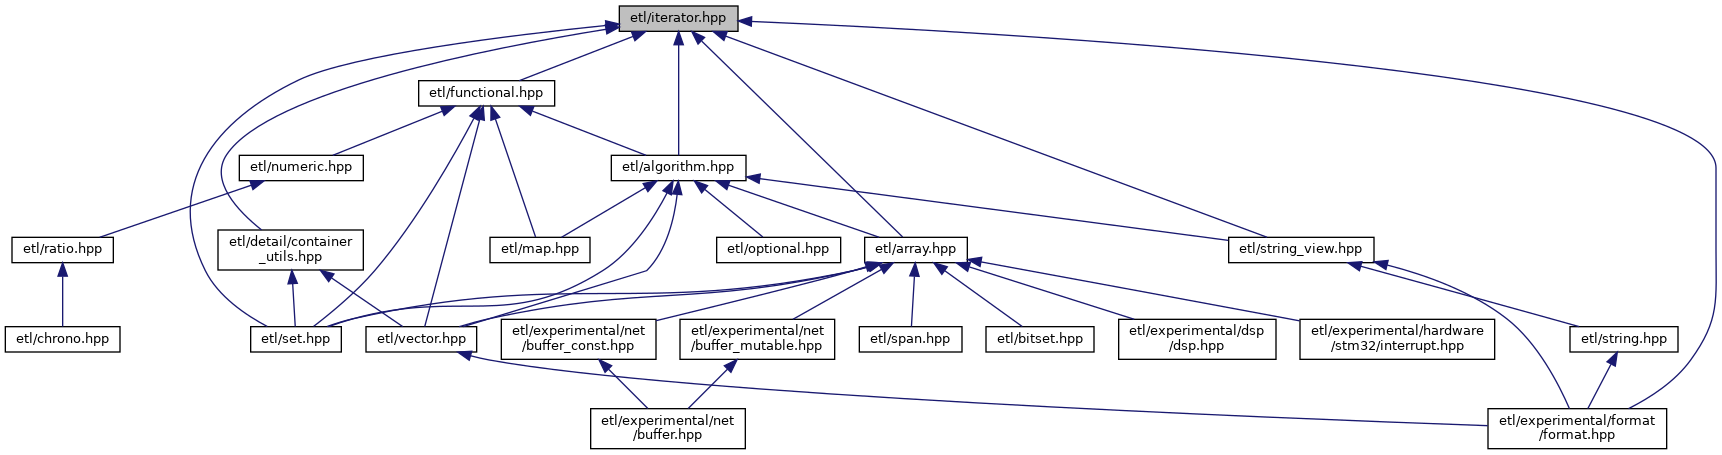 etl/iterator.hpp
etl/functional.hpp
etl/numeric.hpp
etl/algorithm.hpp
etl/ratio.hpp
etl/detail/container
_utils.hpp
etl/map.hpp
etl/optional.hpp
etl/array.hpp
etl/string_view.hpp
etl/chrono.hpp
etl/set.hpp
etl/vector.hpp
etl/experimental/net
/buffer_const.hpp
etl/experimental/net
/buffer_mutable.hpp
etl/span.hpp
etl/bitset.hpp
etl/experimental/dsp
/dsp.hpp
etl/experimental/hardware
/stm32/interrupt.hpp
etl/string.hpp
etl/experimental/net
/buffer.hpp
etl/experimental/format
/format.hpp